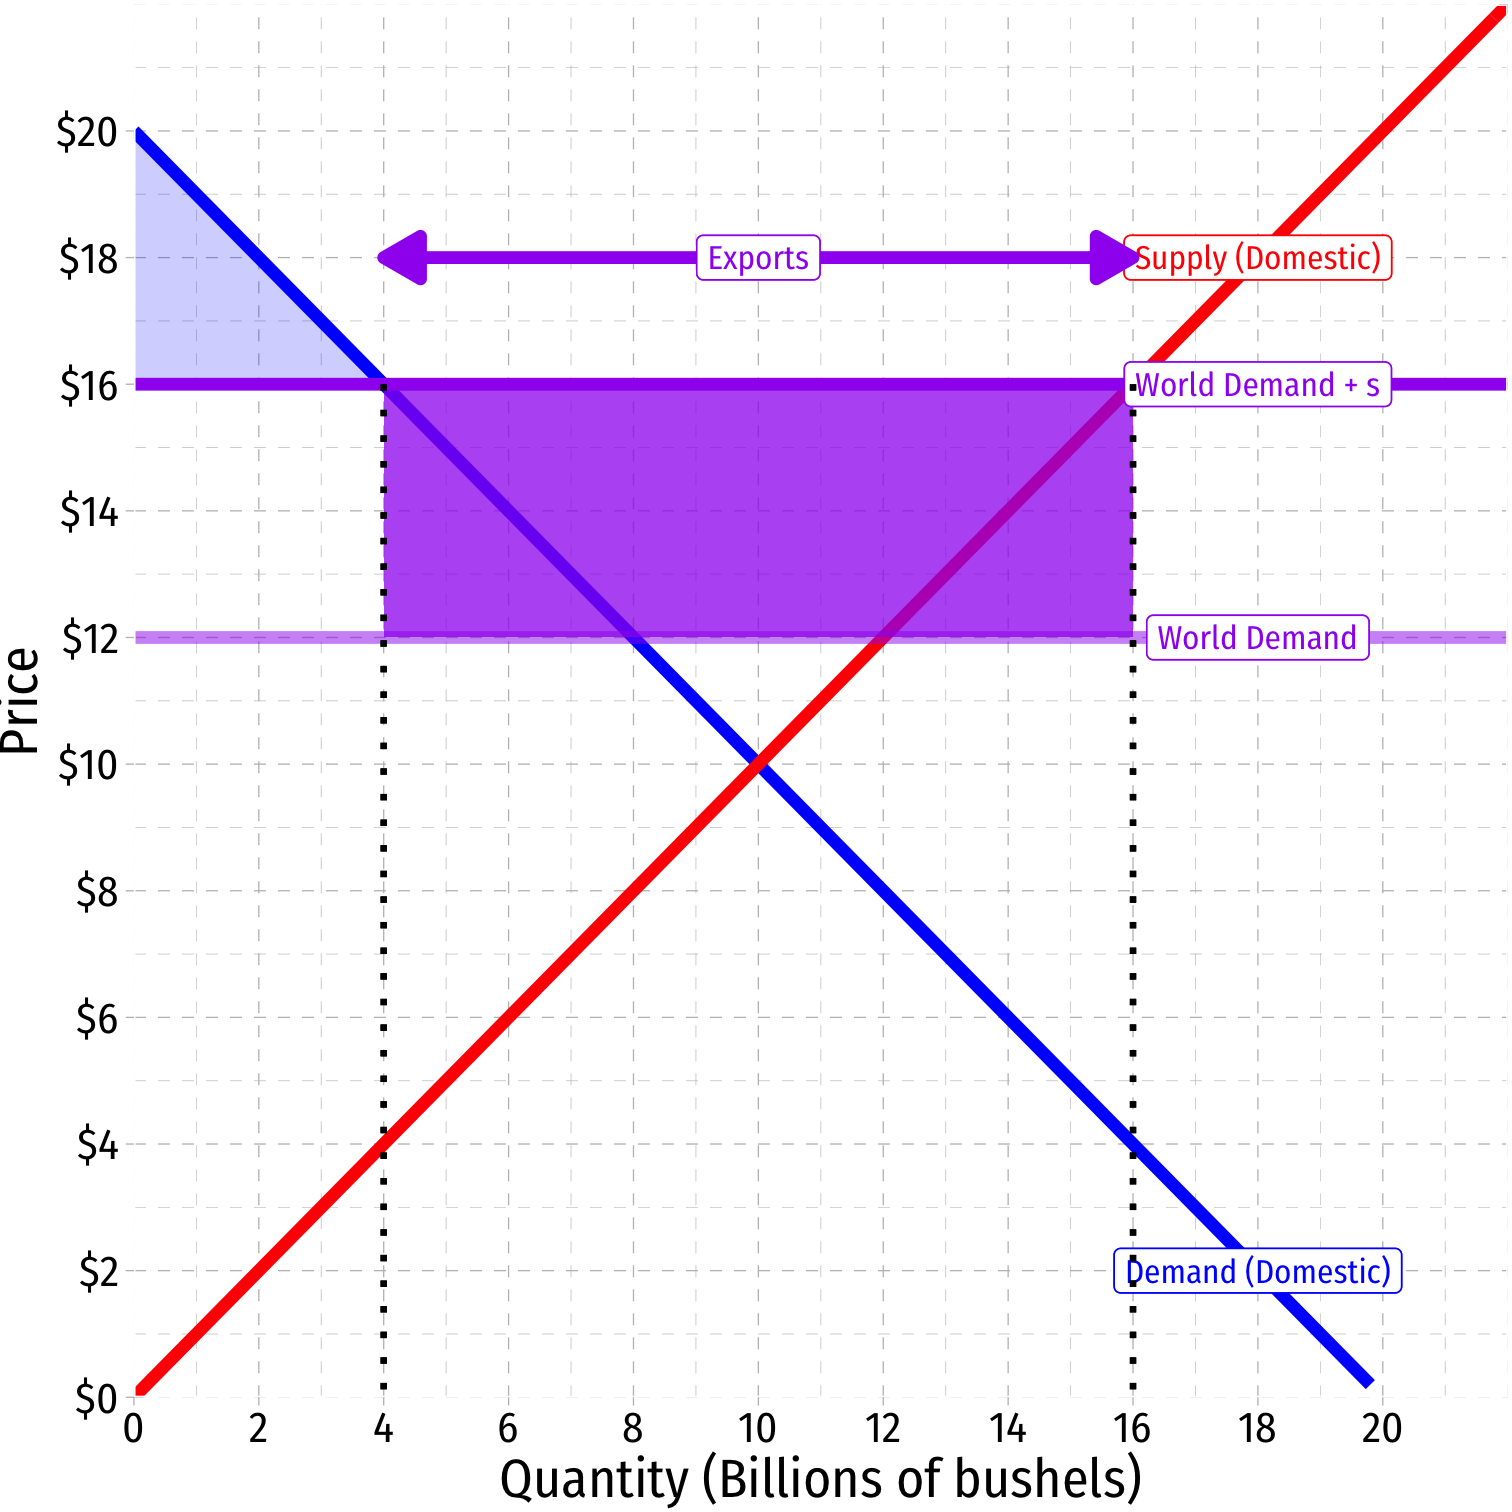 $20
$18
$16
$14
$12
$10
$8
$6
$4
$2
$0
Price
Exports
Supply (Domestic)
World Demand + s
World Demand
Demand (Domestic)
0 2 4 6 8 10 12 14 16 18 20
Quantity (Billions of bushels)